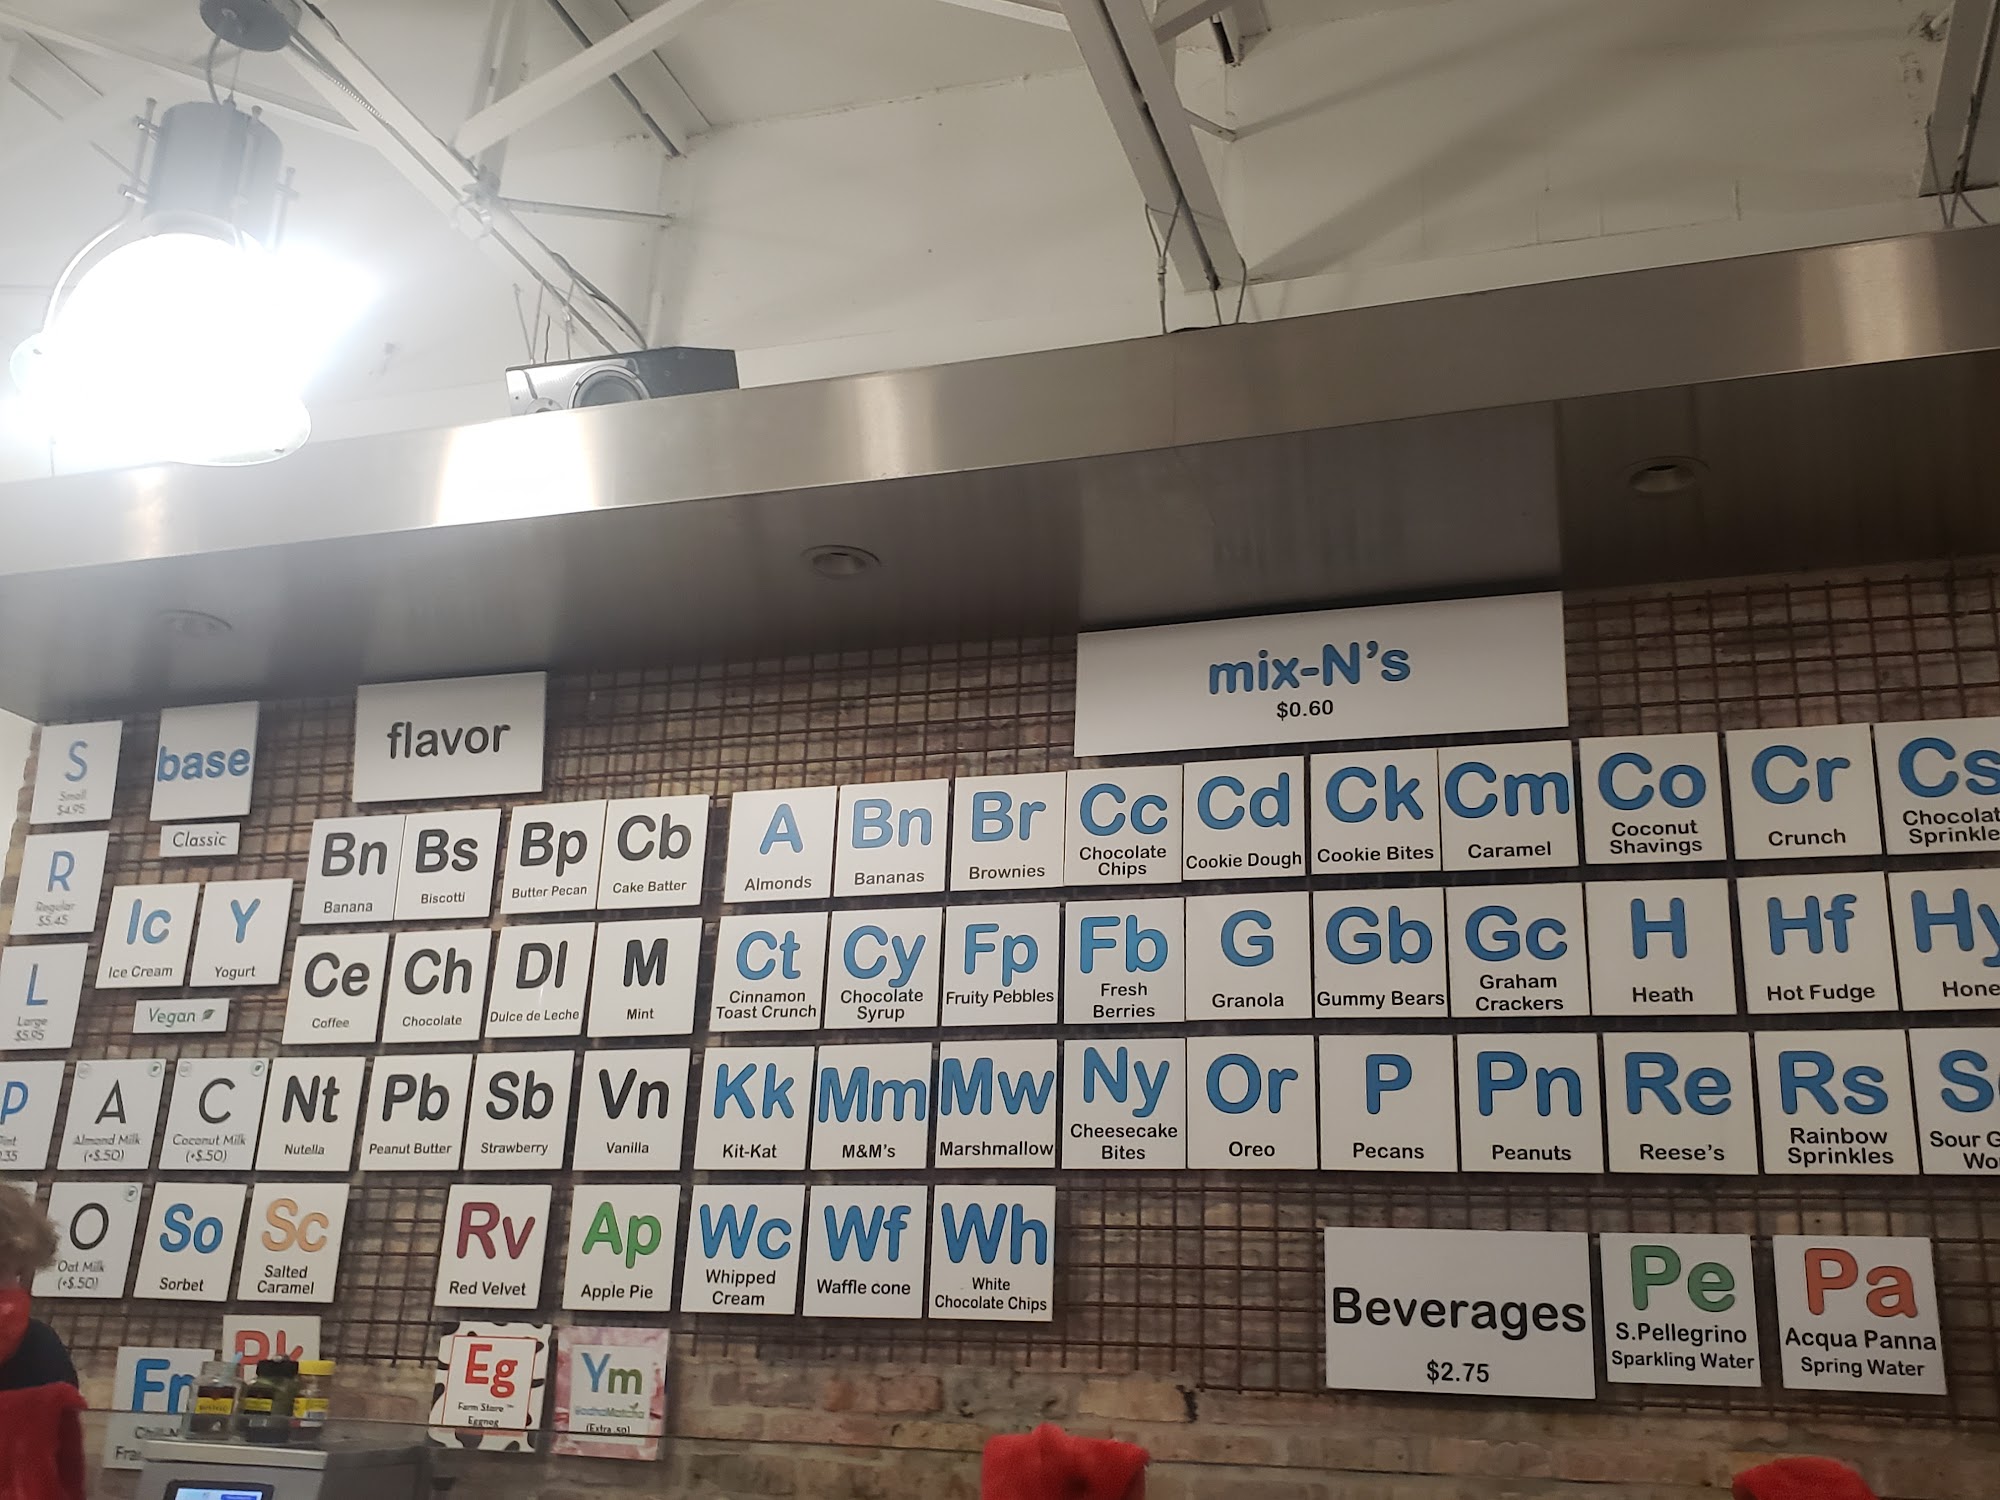 S
Small
$4.95
base
Classic
R
Regular
$5.45
Ic
Ice Cream
Y
Yogurt
L
Large
$5.95
Vegan
P
A
Almond Milk
(+$.50)
C
Coconut Milk
(+$.50)
O
Oat Milk
(+$.50)
So
Sorbet
flavor
Bn
Banana
Bs
Biscotti
Bp
Butter Pecan
Cb
Cake Batter
Ce
Coffee
Ch
Chocolate
Dl
Dulce de Leche
M
Mint
Nt
Nutella
Pb
Peanut Butter
Sb
Strawberry
Vn
Vanilla
Sc
Salted
Caramel
Rv
Red Velvet
Ap
Apple Pie
Pk
Eg
Farm Store™
Eggnog
Ym
(Extra .50)
mix-N's
$0.60
A
Almonds
Bn
Bananas
Br
Brownies
Cc
Chocolate
Chips
Cd
Cookie Dough
Ck
Cookie Bites
Cm
Caramel
Co
Coconut
Shavings
Cr
Crunch
Cs
Ct
Cinnamon
Toast Crunch
Cy
Chocolate
Syrup
Fp
Fruity Pebbles
Fb
Fresh
Berries
G
Granola
Gb
Gummy Bears
Gc
Graham
Crackers
H
Heath
Hf
Hot Fudge
Hy
Kk
Kit-Kat
Mm
M&M's
Mw
Marshmallow
Ny
Cheesecake
Bites
Or
Oreo
P
Pecans
Pn
Peanuts
Re
Reese's
Rs
Rainbow
Sprinkles
Sour
Wc
Whipped
Cream
Wf
Waffle cone
Wh
White
Chocolate Chips
Beverages
$2.75
Pe
S.Pellegrino
Sparkling Water
Pa
Acqua Panna
Spring Water